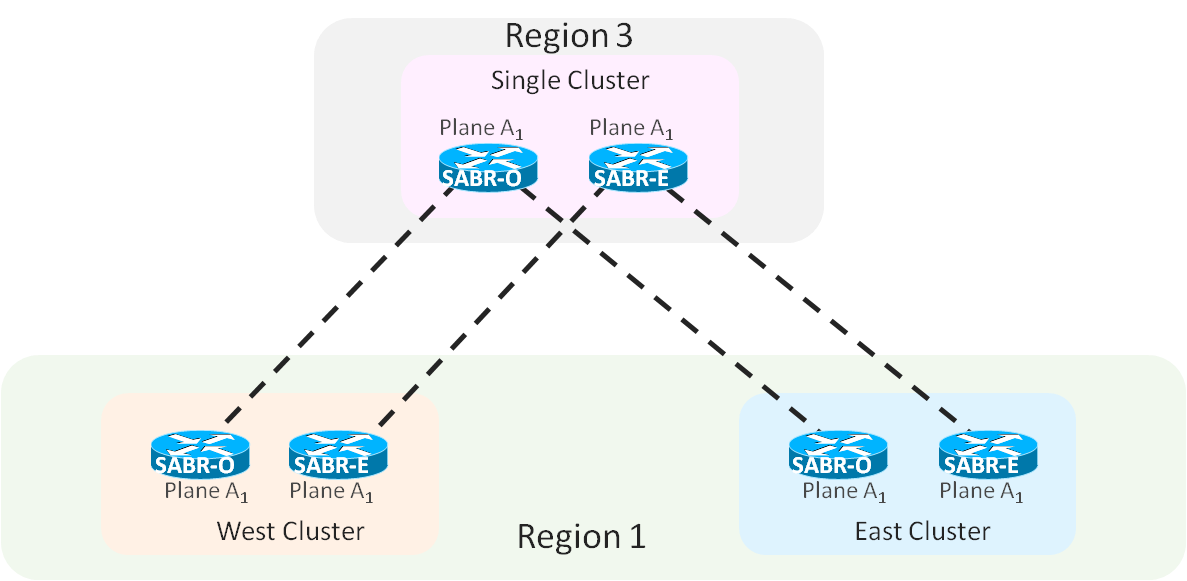 Region 3
Single Cluster
Plane A₁ Plane A₁
SABR-O SABR-E
SABR-O SABR-E SABR-O SABR-E
Plane A₁ Plane A₁ Plane A₁ Plane A₁
West Cluster East Cluster
Region 1